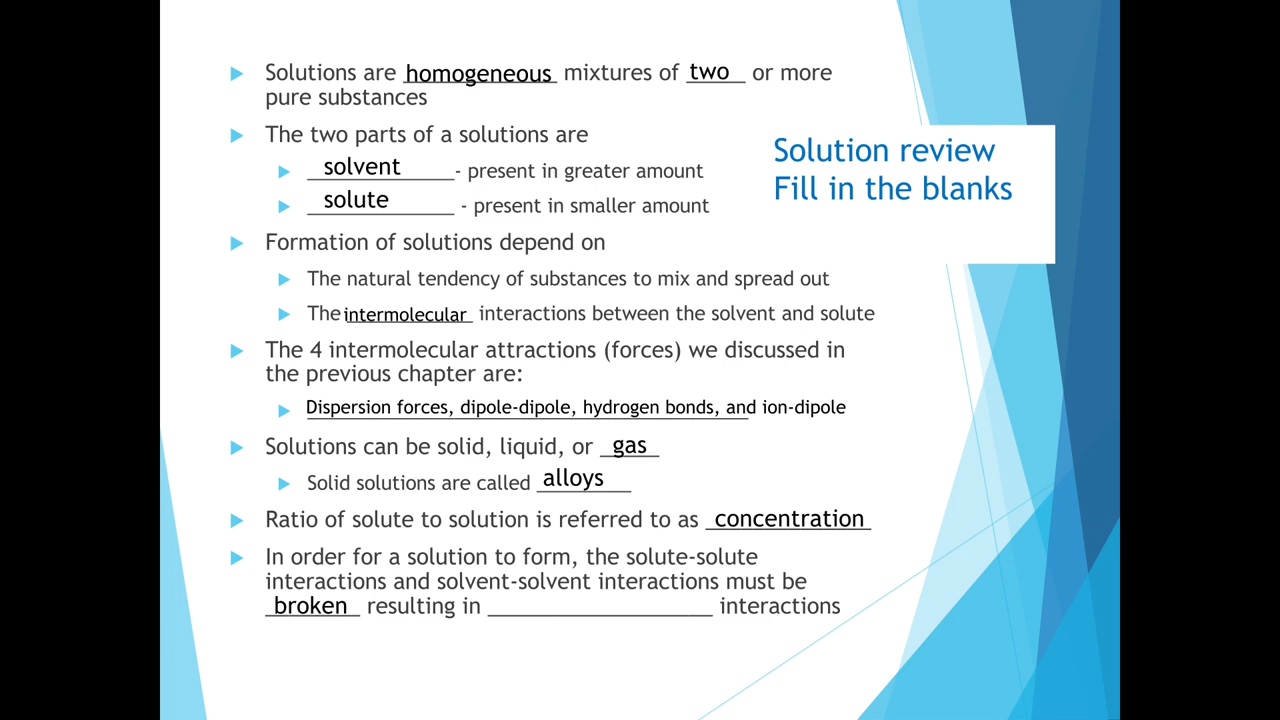 Solutions are homogeneous mixtures of two or more
pure substances
The two parts of a solutions are
solvent - present in greater amount
solute - present in smaller amount
Formation of solutions depend on
The natural tendency of substances to mix and spread out
The intermolecular interactions between the solvent and solute
The 4 intermolecular attractions (forces) we discussed in
the previous chapter are:
Dispersion forces, dipole-dipole, hydrogen bonds, and ion-dipole
Solutions can be solid, liquid, or gas
Solid solutions are called alloys
Ratio of solute to solution is referred to as concentration
In order for a solution to form, the solute-solute
interactions and solvent-solvent interactions must be
broken resulting in ____________________ interactions
Solution review
Fill in the blanks